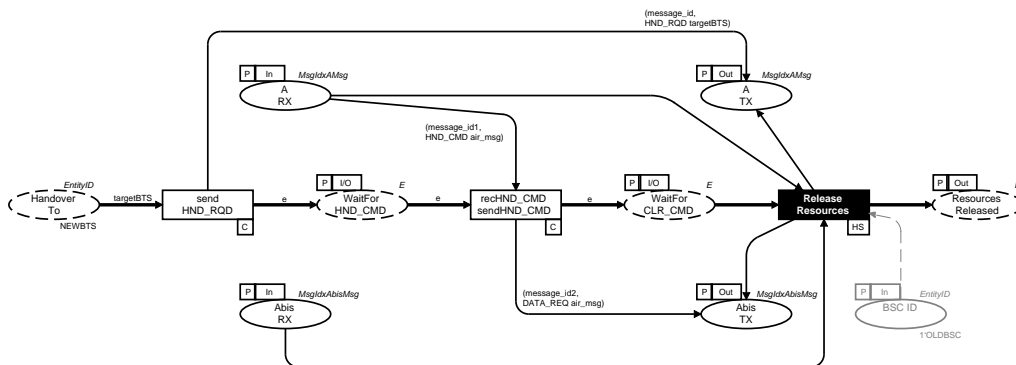 (message_id,
HND_RQD targetBTS)
P In MsgIdxAMsg
A
RX
P Out MsgIdxAMsg
A
TX
(message_id1,
HND_CMD air_msg)
EntityID
Handover
To
NEWBTS
targetBTS
send
HND_RQD
C
e
P I/O E
WaitFor
HND_CMD
e
recHND_CMD
sendHND_CMD
C
e
P I/O E
WaitFor
CLR_CMD
Release
Resources
HS
P Out
Resources
Released
P In MsgIdxAbisMsg
Abis
RX
(message_id2,
DATA_REQ air_msg)
P Out MsgIdxAbisMsg
Abis
TX
P In EntityID
BSC ID
1'OLDBSC